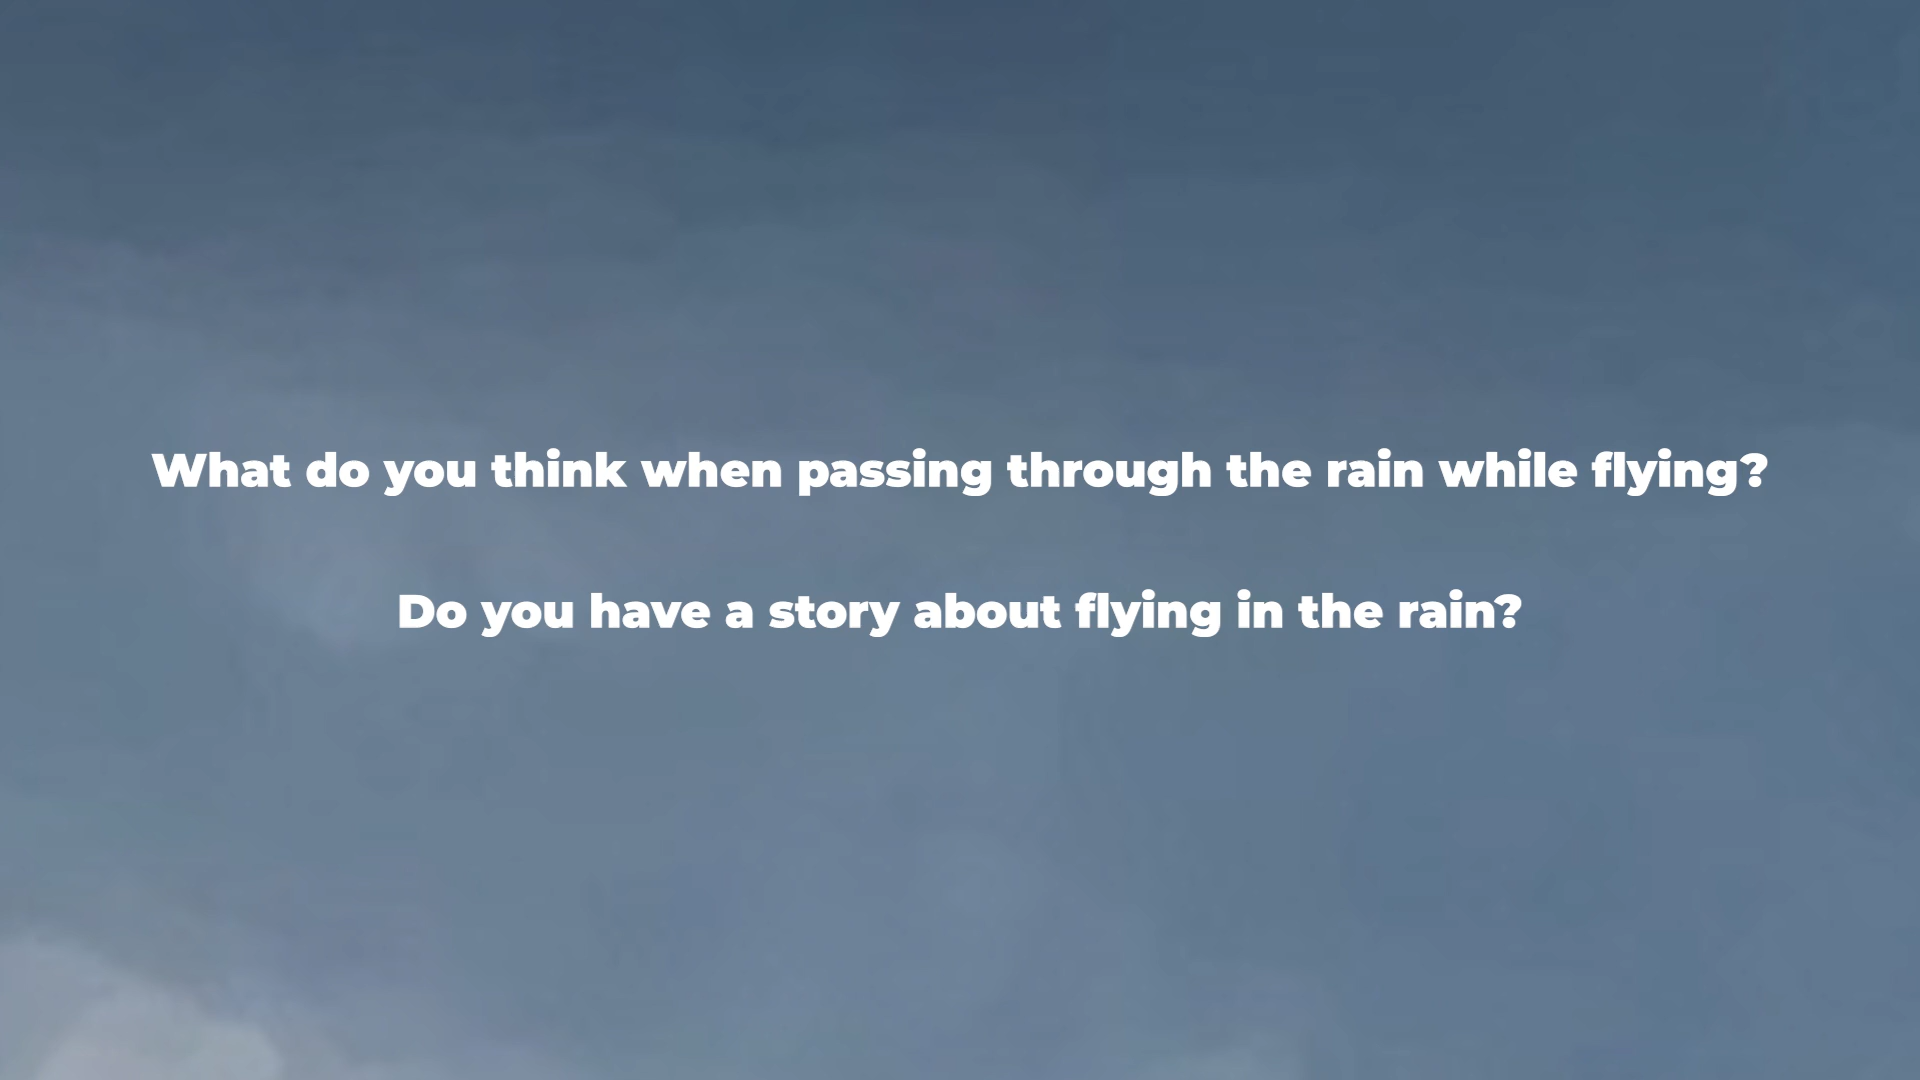 What do you think when passing through the rain while flying?
Do you have a story about flying in the rain?